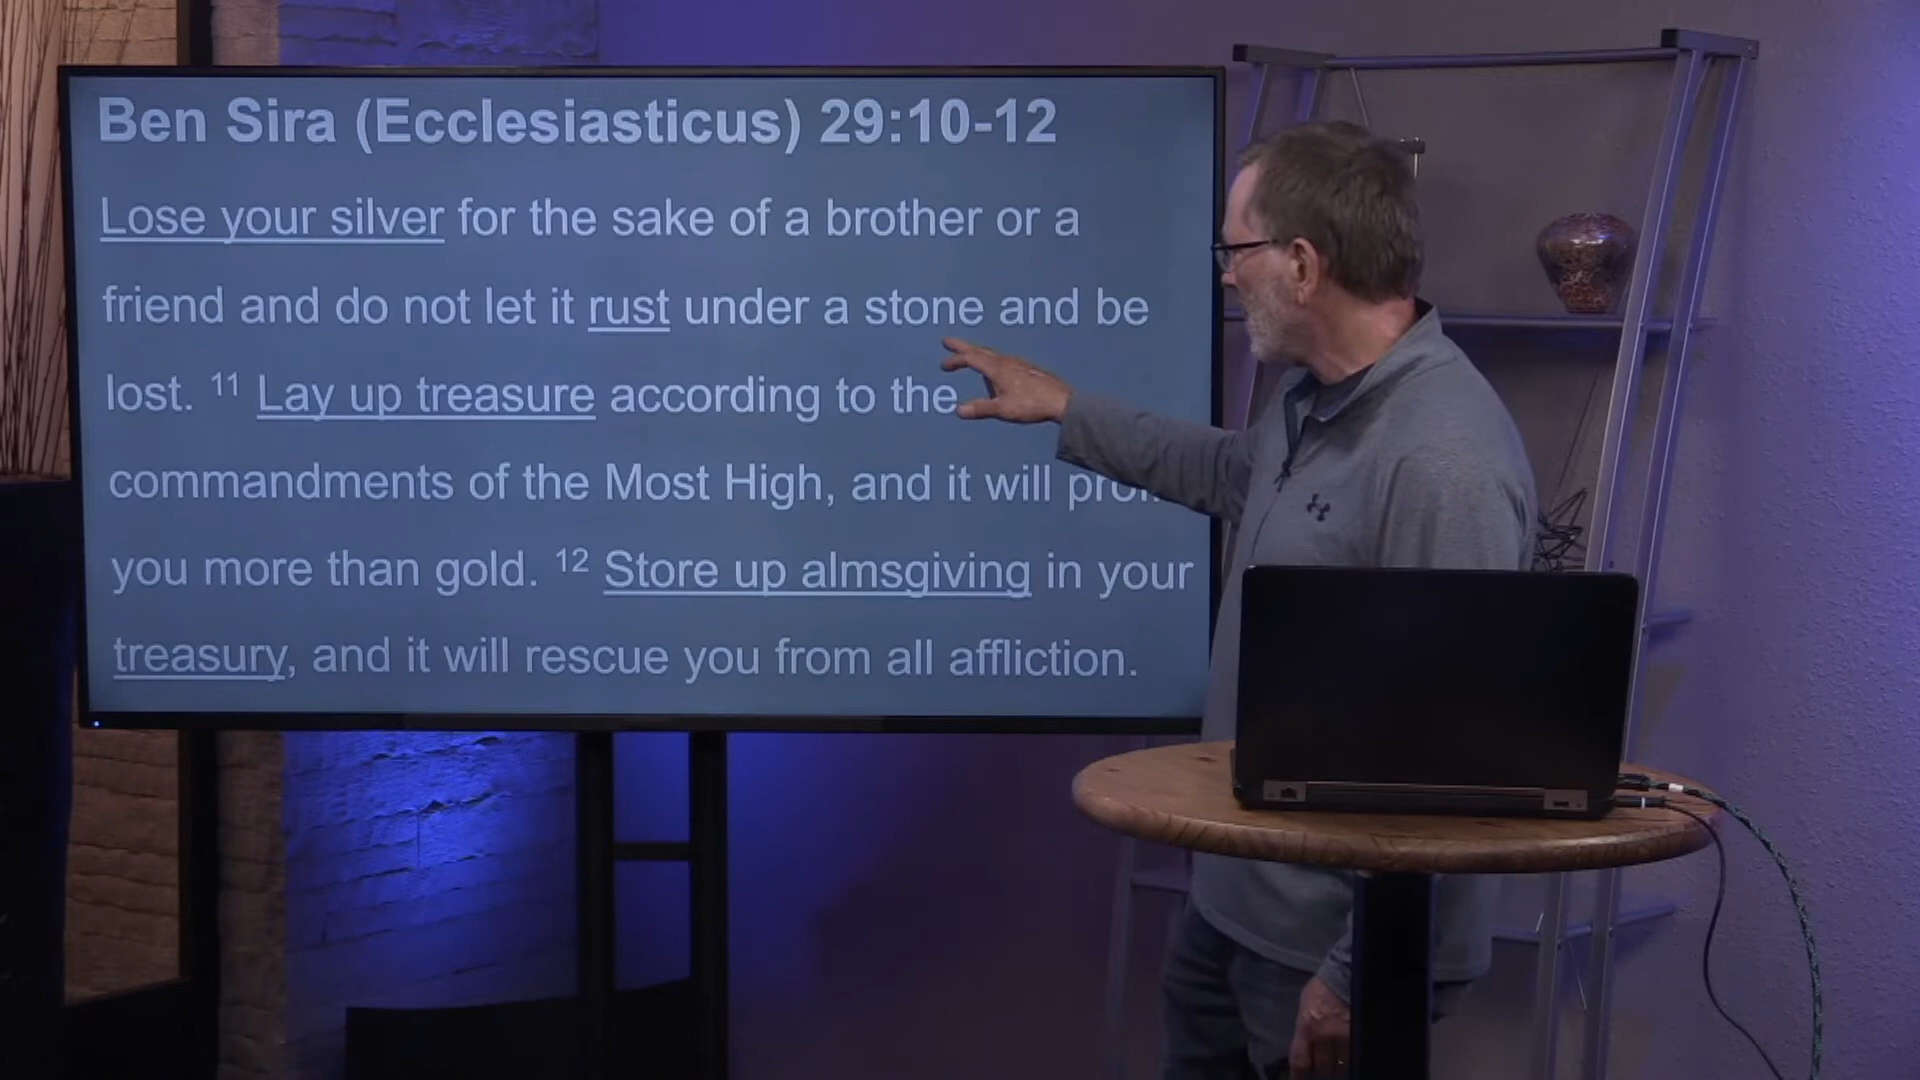 Ben Sira (Ecclesiasticus) 29:10-12
Lose your silver for the sake of a brother or a
friend and do not let it rust under a stone and be
lost. 11 Lay up treasure according to the
commandments of the Most High, and it will
you more than gold. 12 Store up almsgiving in your
treasury, and it will rescue you from all affliction.